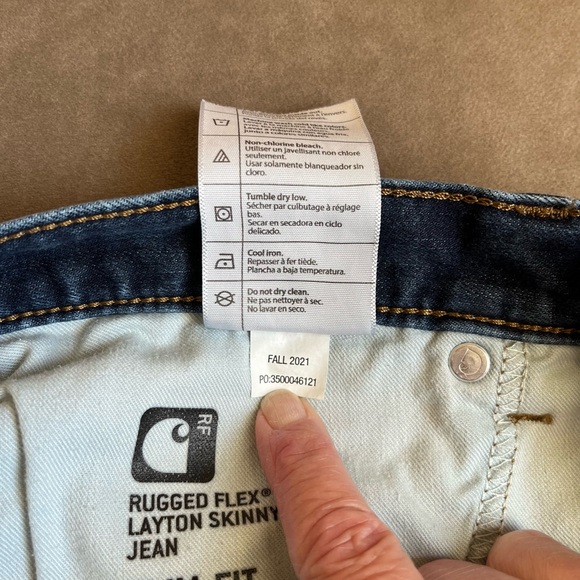 Non-chlorine bleach.
Utiliser un javellisant non chloré
seulement.
Usar solamente blanqueador sin
cloro.
Tumble dry low.
Sécher par culbutage à réglage
bas.
Secar en secadora en ciclo
delicado.
Cool iron.
Repasser à fer tiède.
Plancha a baja temperatura.
Do not dry clean.
Ne pas nettoyer à sec.
No lavar en seco.
FALL 2021
PO:3500046121
RF
RUGGED FLEX®
LAYTON SKINNY
JEAN
FIT